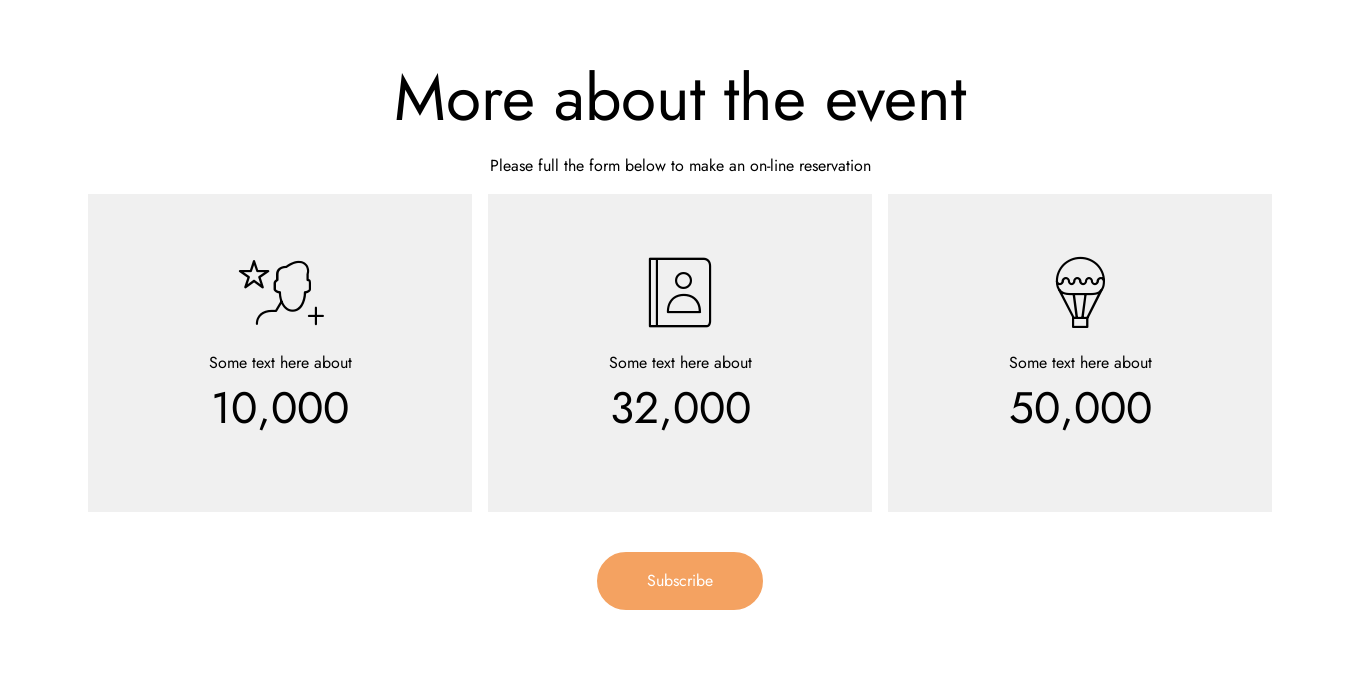 More about the event
Please full the form below to make an on-line reservation
Some text here about
10,000
Some text here about
32,000
Some text here about
50,000
Subscribe